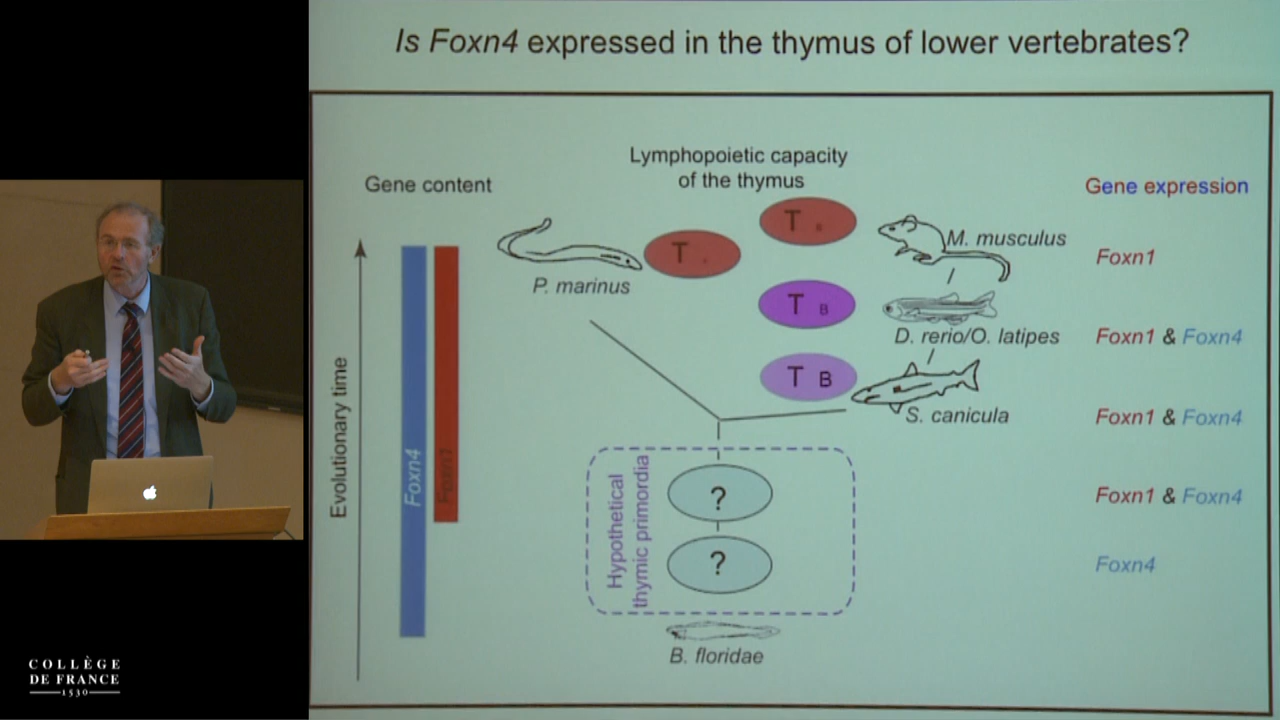 Is Foxn4 expressed in the thymus of lower vertebrates?
Lymphopoietic capacity
of the thymus
Gene content
Gene expression
T B
M. musculus
Foxn1
T
P. marinus
T B
D. rerio/O. latipes
Foxn1 & Foxn4
T B
S. canicula
Foxn1 & Foxn4
Evolutionary time
Foxn4
Foxn1
Hypothetical
thymic primordia
?
Foxn1 & Foxn4
?
Foxn4
B. floridae
COLLÈGE
DE FRANCE
1530